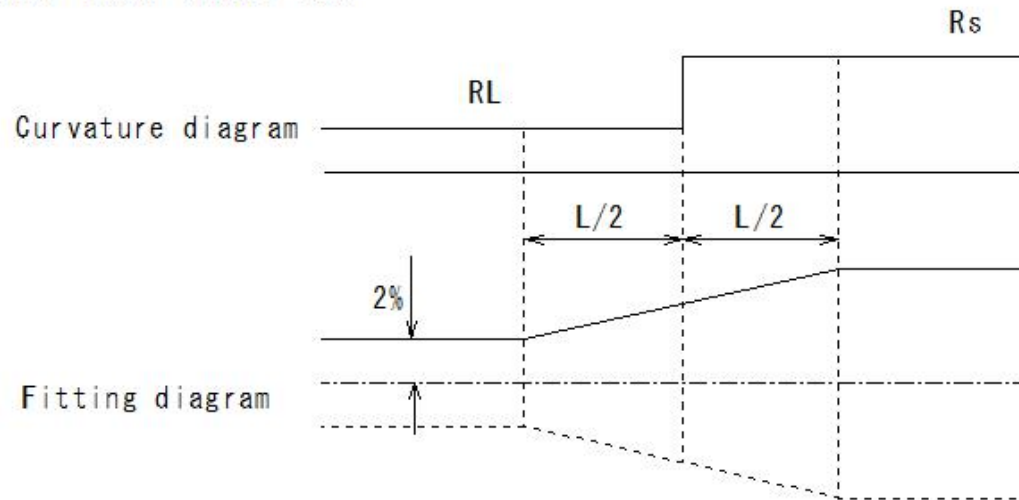 Rs
RL
Curvature diagram
L/2 L/2
2%
Fitting diagram